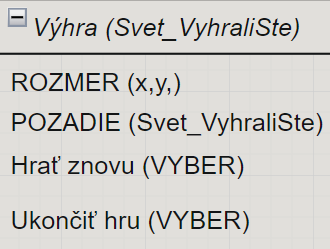 Výhra (Svet_VyhraliSte)
ROZMER (x,y,)
POZADIE (Svet_VyhraliSte)
Hrať znovu (VYBER)
Ukončiť hru (VYBER)